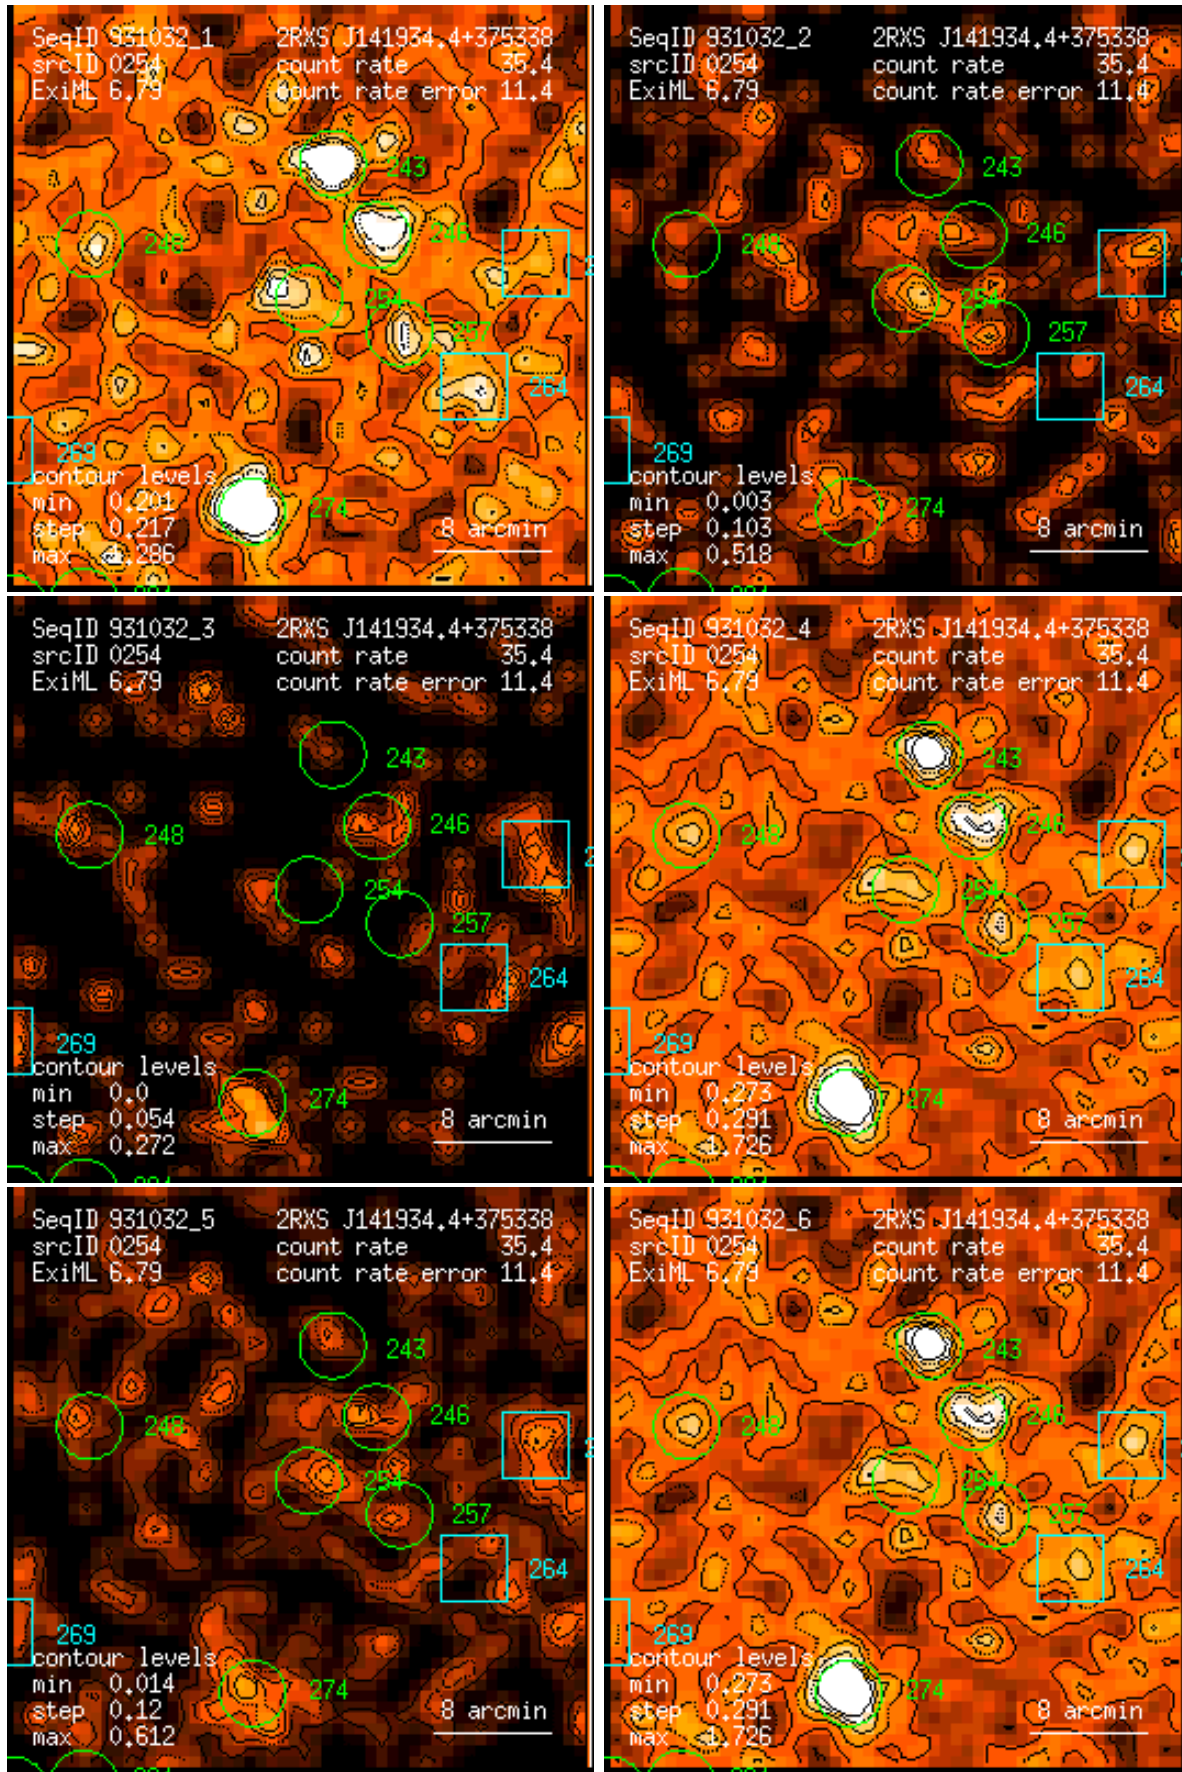 SeqID 931032_1 2RXS J141934.4+375338
srcID 0254 count rate 35.4
ExiML 6.79 count rate error 11.4
243
248 246
254
257
264
269
contour levels
min 0.201
step 0.217 274 8 arcmin
max 1.286
SeqID 931032_2 2RXS J141934.4+375338
srcID 0254 count rate 35.4
ExiML 6.79 count rate error 11.4
243
248 246
254
257
264
269
contour levels
min 0.003
step 0.103 274 8 arcmin
max 0.518
SeqID 931032_3 2RXS J141934.4+375338
srcID 0254 count rate 35.4
ExiML 6.79 count rate error 11.4
243
248 246
254
257
264
269
contour levels
min 0.0
step 0.054 274 8 arcmin
max 0.272
SeqID 931032_4 2RXS J141934.4+375338
srcID 0254 count rate 35.4
ExiML 6.79 count rate error 11.4
243
248 246
254
257
264
269
contour levels
min 0.273
step 0.291 274 8 arcmin
max 1.726
SeqID 931032_5 2RXS J141934.4+375338
srcID 0254 count rate 35.4
ExiML 6.79 count rate error 11.4
243
248 246
254
257
264
269
contour levels
min 0.014
step 0.12 274 8 arcmin
max 0.612
SeqID 931032_6 2RXS J141934.4+375338
srcID 0254 count rate 35.4
ExiML 6.79 count rate error 11.4
243
248 246
254
257
264
269
contour levels
min 0.273
step 0.291 274 8 arcmin
max 1.726